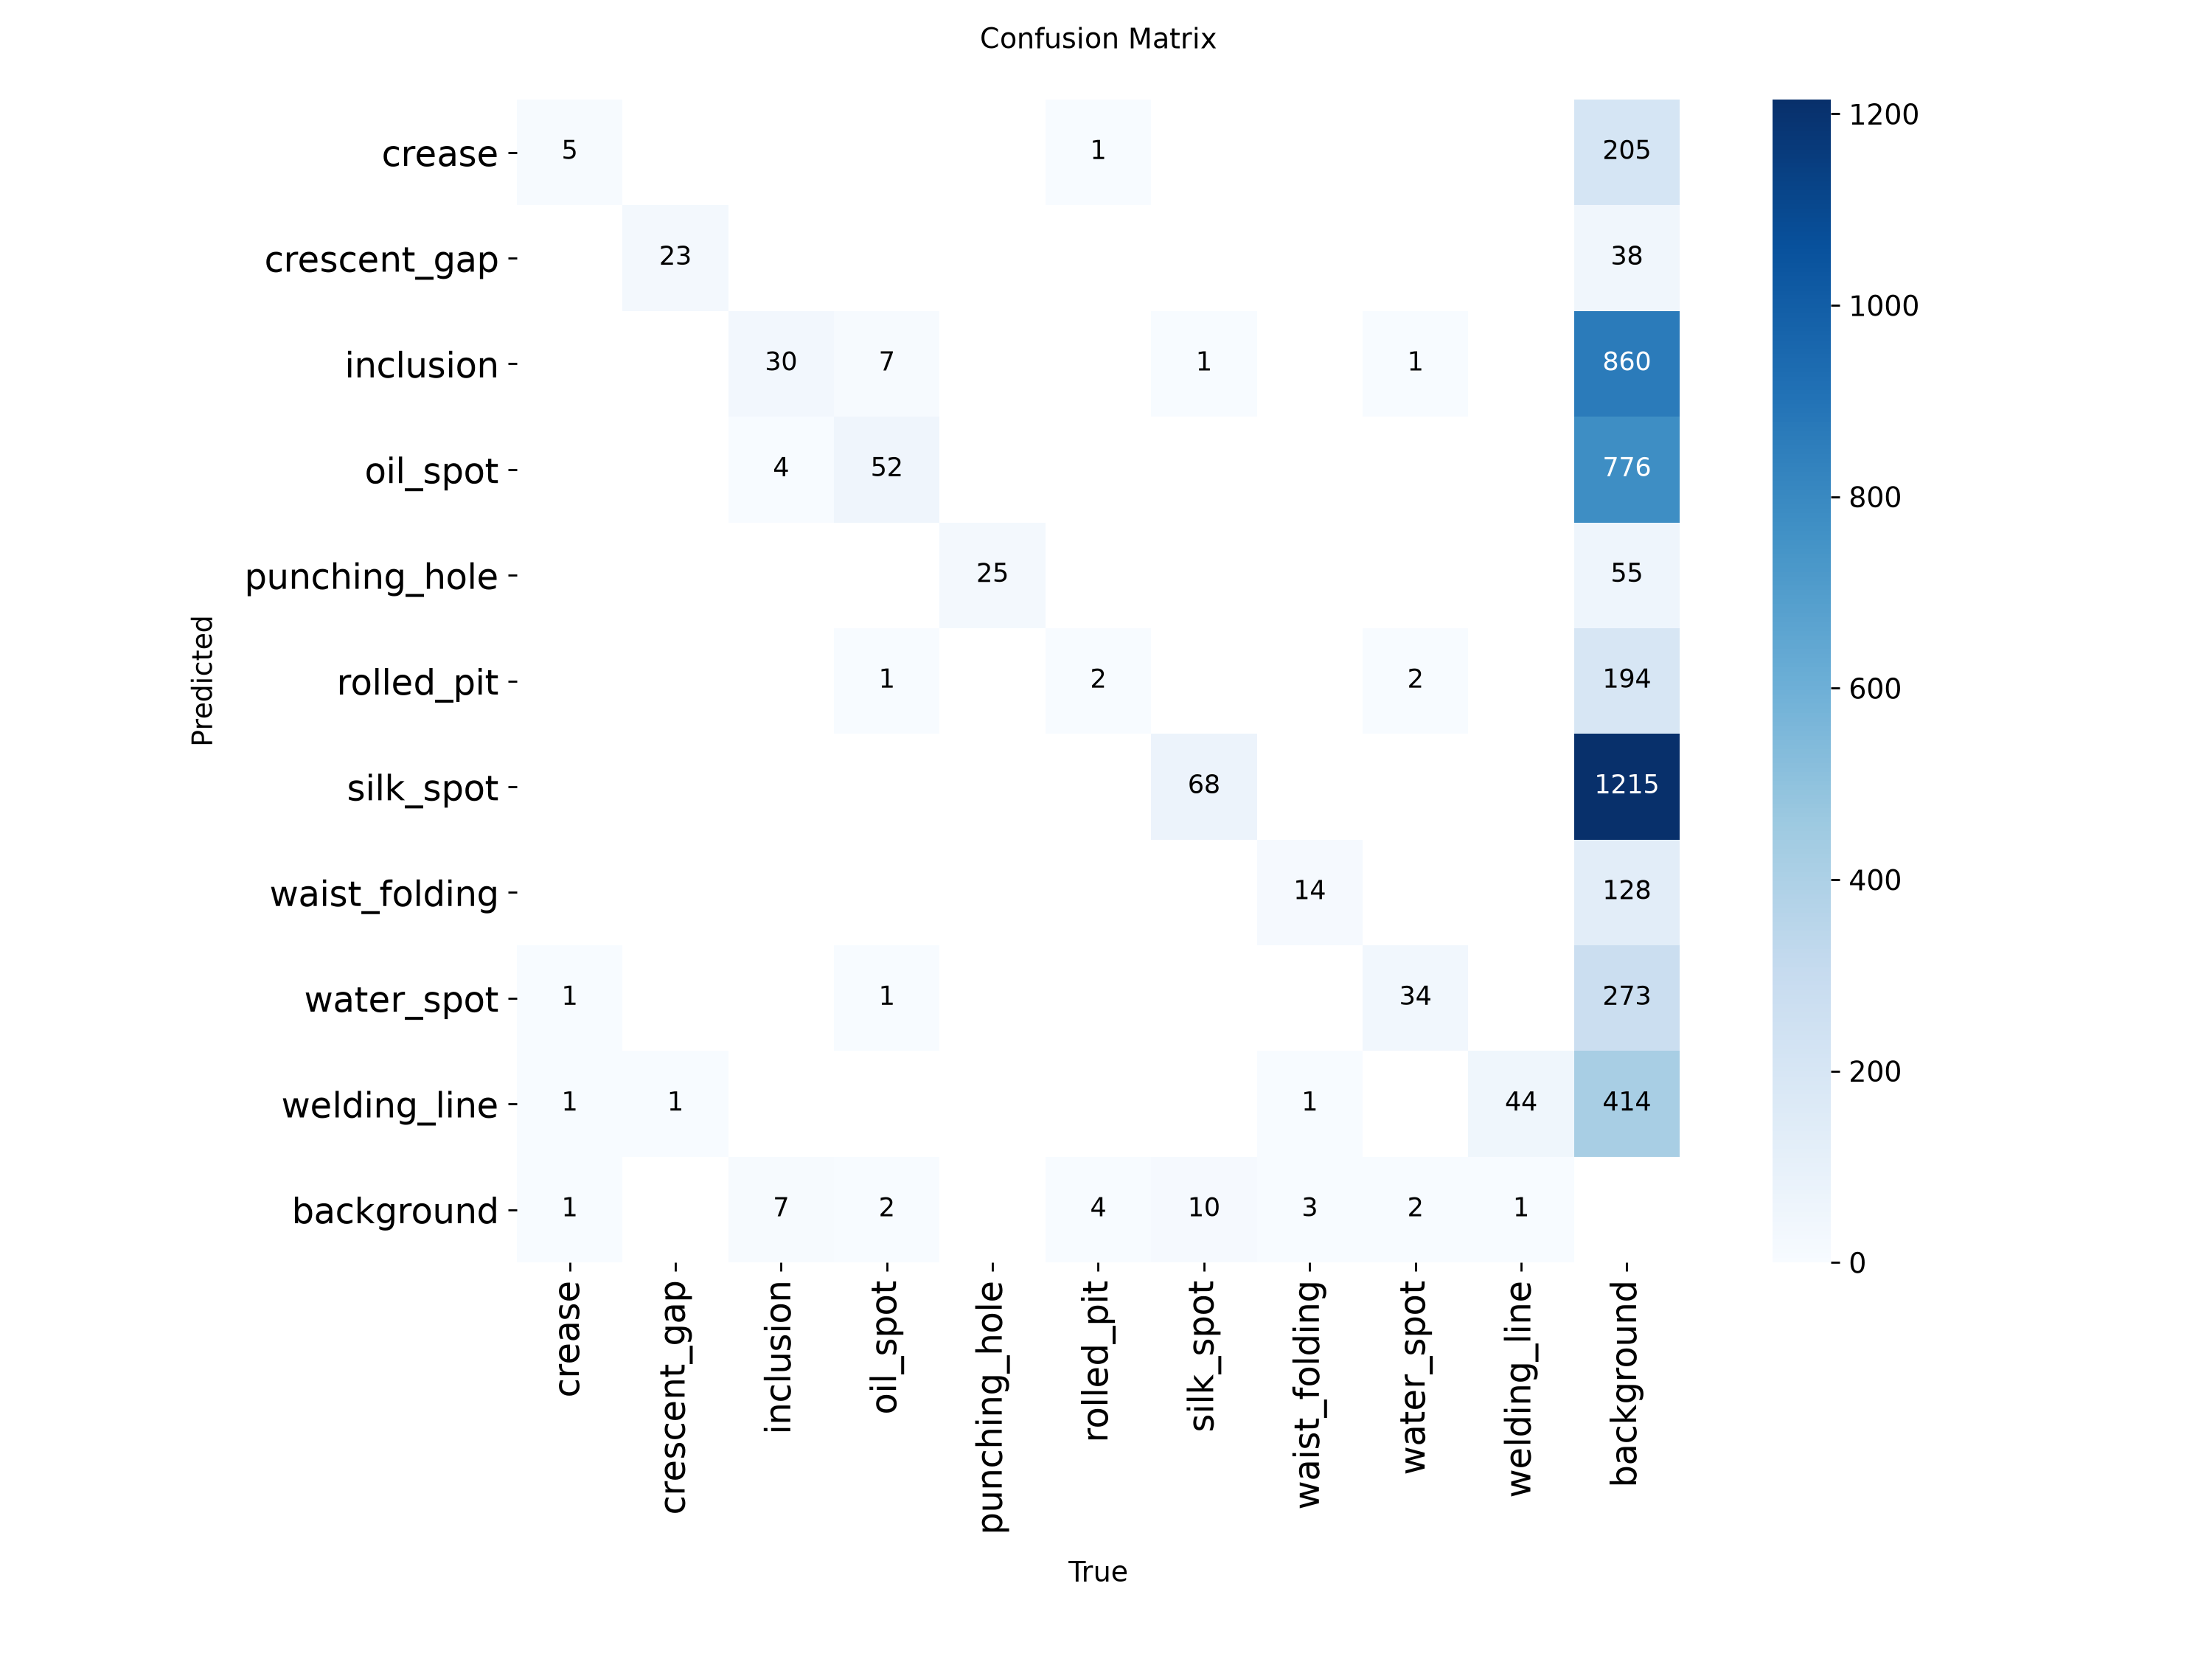 Confusion Matrix
crease 5 1 205
crescent_gap 23 38
inclusion 30 7 1 1 860
oil_spot 4 52 776
punching_hole 25 55
rolled_pit 1 2 2 194
silk_spot 68 1215
waist_folding 14 128
water_spot 1 1 34 273
welding_line 1 1 1 44 414
background 1 7 2 4 10 3 2 1
Predicted
crease
crescent_gap
inclusion
oil_spot
punching_hole
rolled_pit
silk_spot
waist_folding
water_spot
welding_line
background
True
1200
1000
800
600
400
200
0